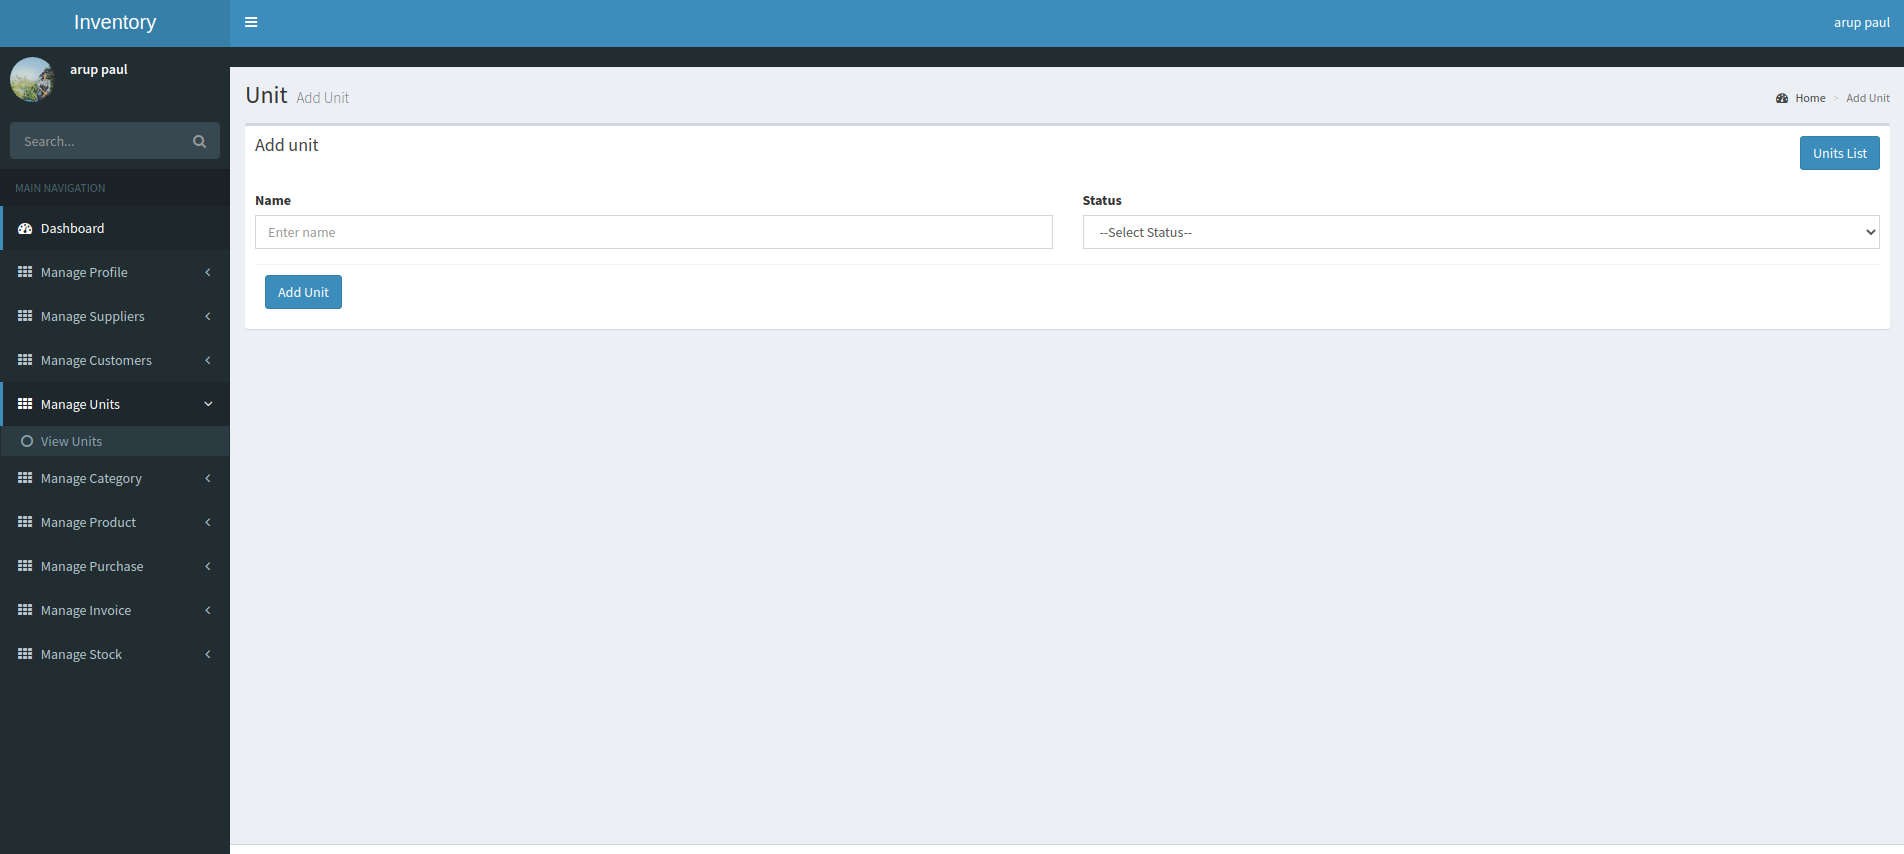 Inventory
arup paul
arup paul
Search...
MAIN NAVIGATION
Dashboard
Manage Profile
Manage Suppliers
Manage Customers
Manage Units
View Units
Manage Category
Manage Product
Manage Purchase
Manage Invoice
Manage Stock
Unit Add Unit
Home > Add Unit
Add unit
Units List
Name
Status
Enter name
--Select Status--
Add Unit